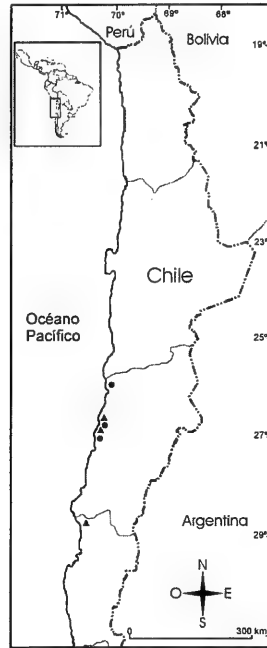 71° 70° 69° 68°
Perú
Bolivia
19°
21°
23°
Chile
Océano
Pacífico
25°
27°
Argentina
29°
N
O E
S
0 300 km